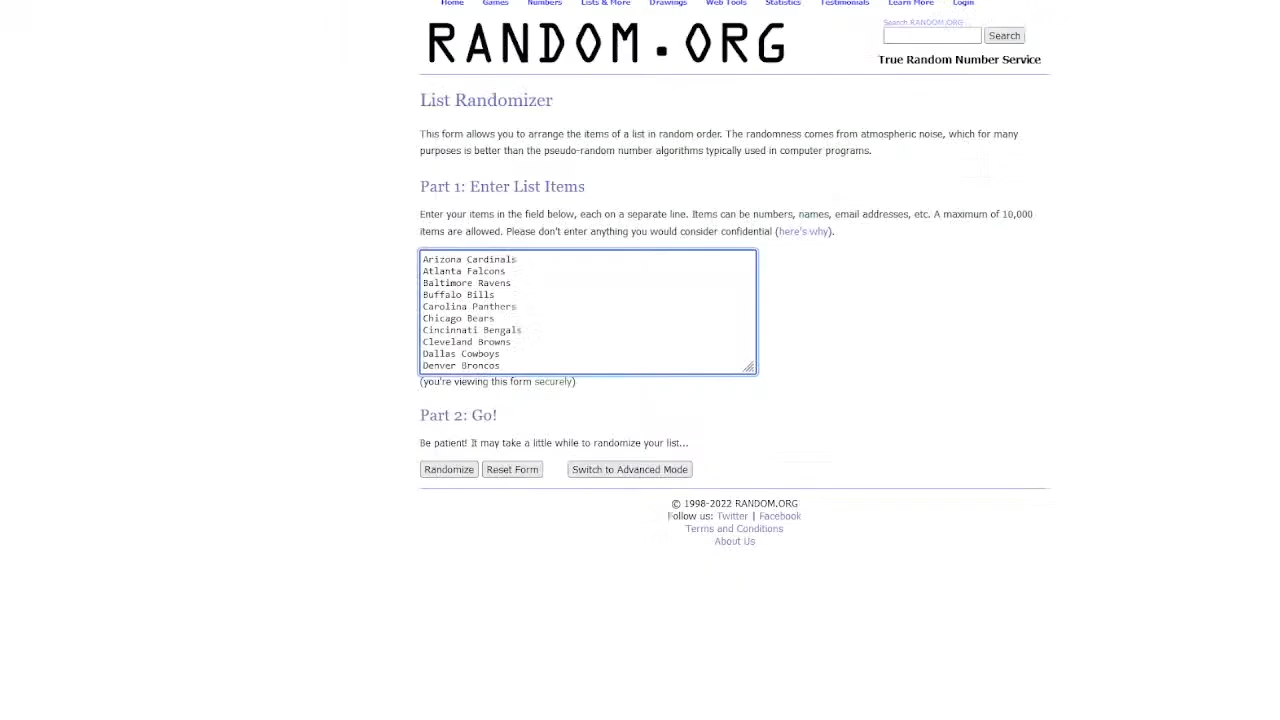 Home Games Numbers Lists & More Drawings Web Tools Statistics Testimonials Learn More Login
RANDOM.ORG
Search RANDOM.ORG
Search
True Random Number Service
List Randomizer
This form allows you to arrange the items of a list in random order. The randomness comes from atmospheric noise, which for many
purposes is better than the pseudo-random number algorithms typically used in computer programs.
Part 1: Enter List Items
Enter your items in the field below, each on a separate line. Items can be numbers, names, email addresses, etc. A maximum of 10,000
items are allowed. Please don't enter anything you would consider confidential (here's why).
Arizona Cardinals
Atlanta Falcons
Baltimore Ravens
Buffalo Bills
Carolina Panthers
Chicago Bears
Cincinnati Bengals
Cleveland Browns
Dallas Cowboys
Denver Broncos
(you're viewing this form securely)
Part 2: Go!
Be patient! It may take a little while to randomize your list...
Randomize Reset Form Switch to Advanced Mode
© 1998-2022 RANDOM.ORG
Follow us: Twitter | Facebook
Terms and Conditions
About Us